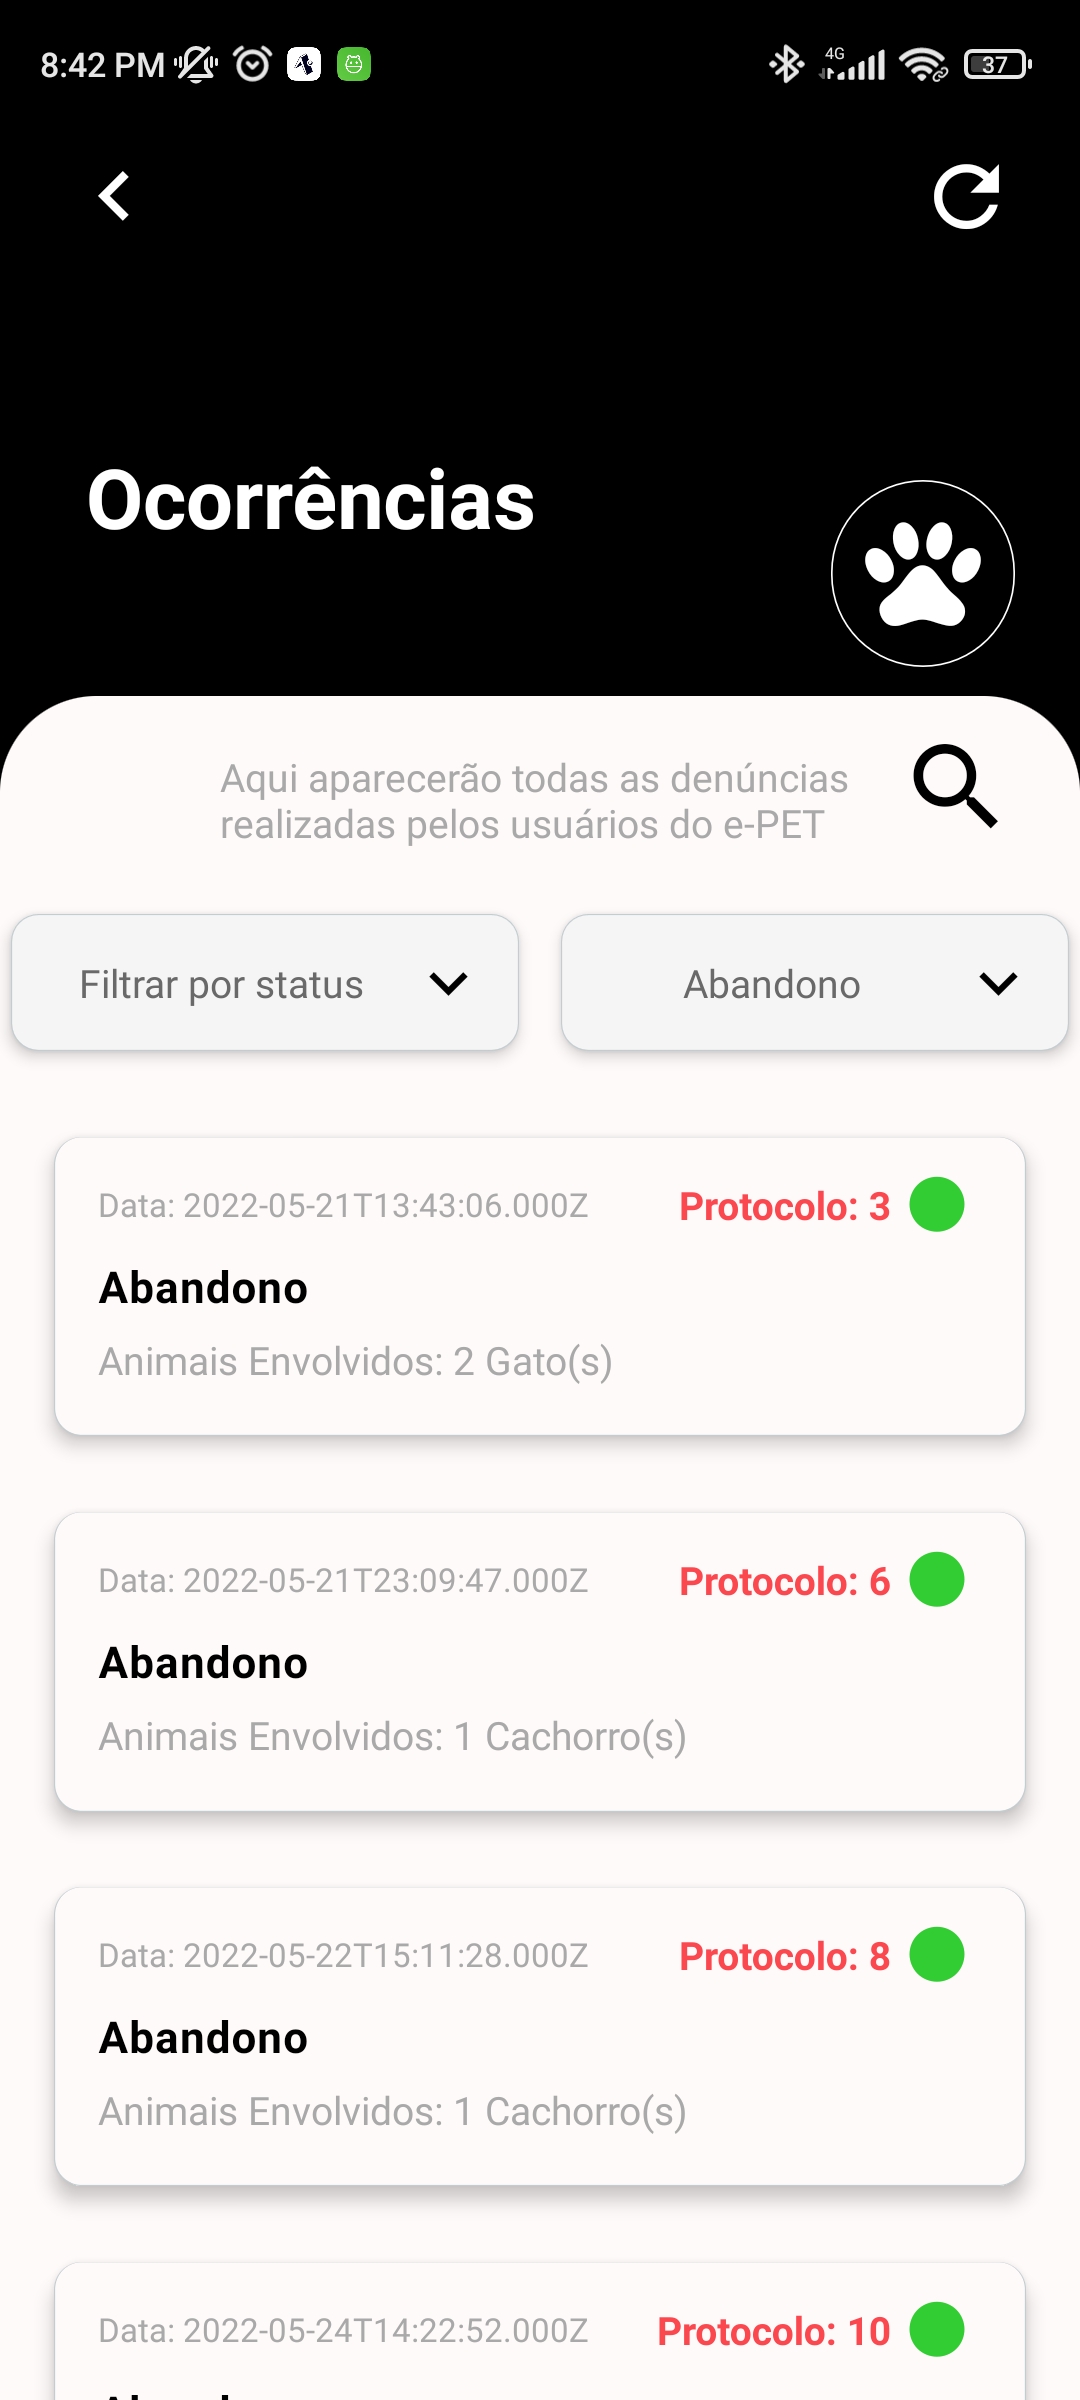 8:42 PM
4G
37
Ocorrências
Aqui aparecerão todas as denúncias
realizadas pelos usuários do e-PET
Filtrar por status
Abandono
Data: 2022-05-21T13:43:06.000Z
Protocolo: 3
Abandono
Animais Envolvidos: 2 Gato(s)
Data: 2022-05-21T23:09:47.000Z
Protocolo: 6
Abandono
Animais Envolvidos: 1 Cachorro(s)
Data: 2022-05-22T15:11:28.000Z
Protocolo: 8
Abandono
Animais Envolvidos: 1 Cachorro(s)
Data: 2022-05-24T14:22:52.000Z
Protocolo: 10